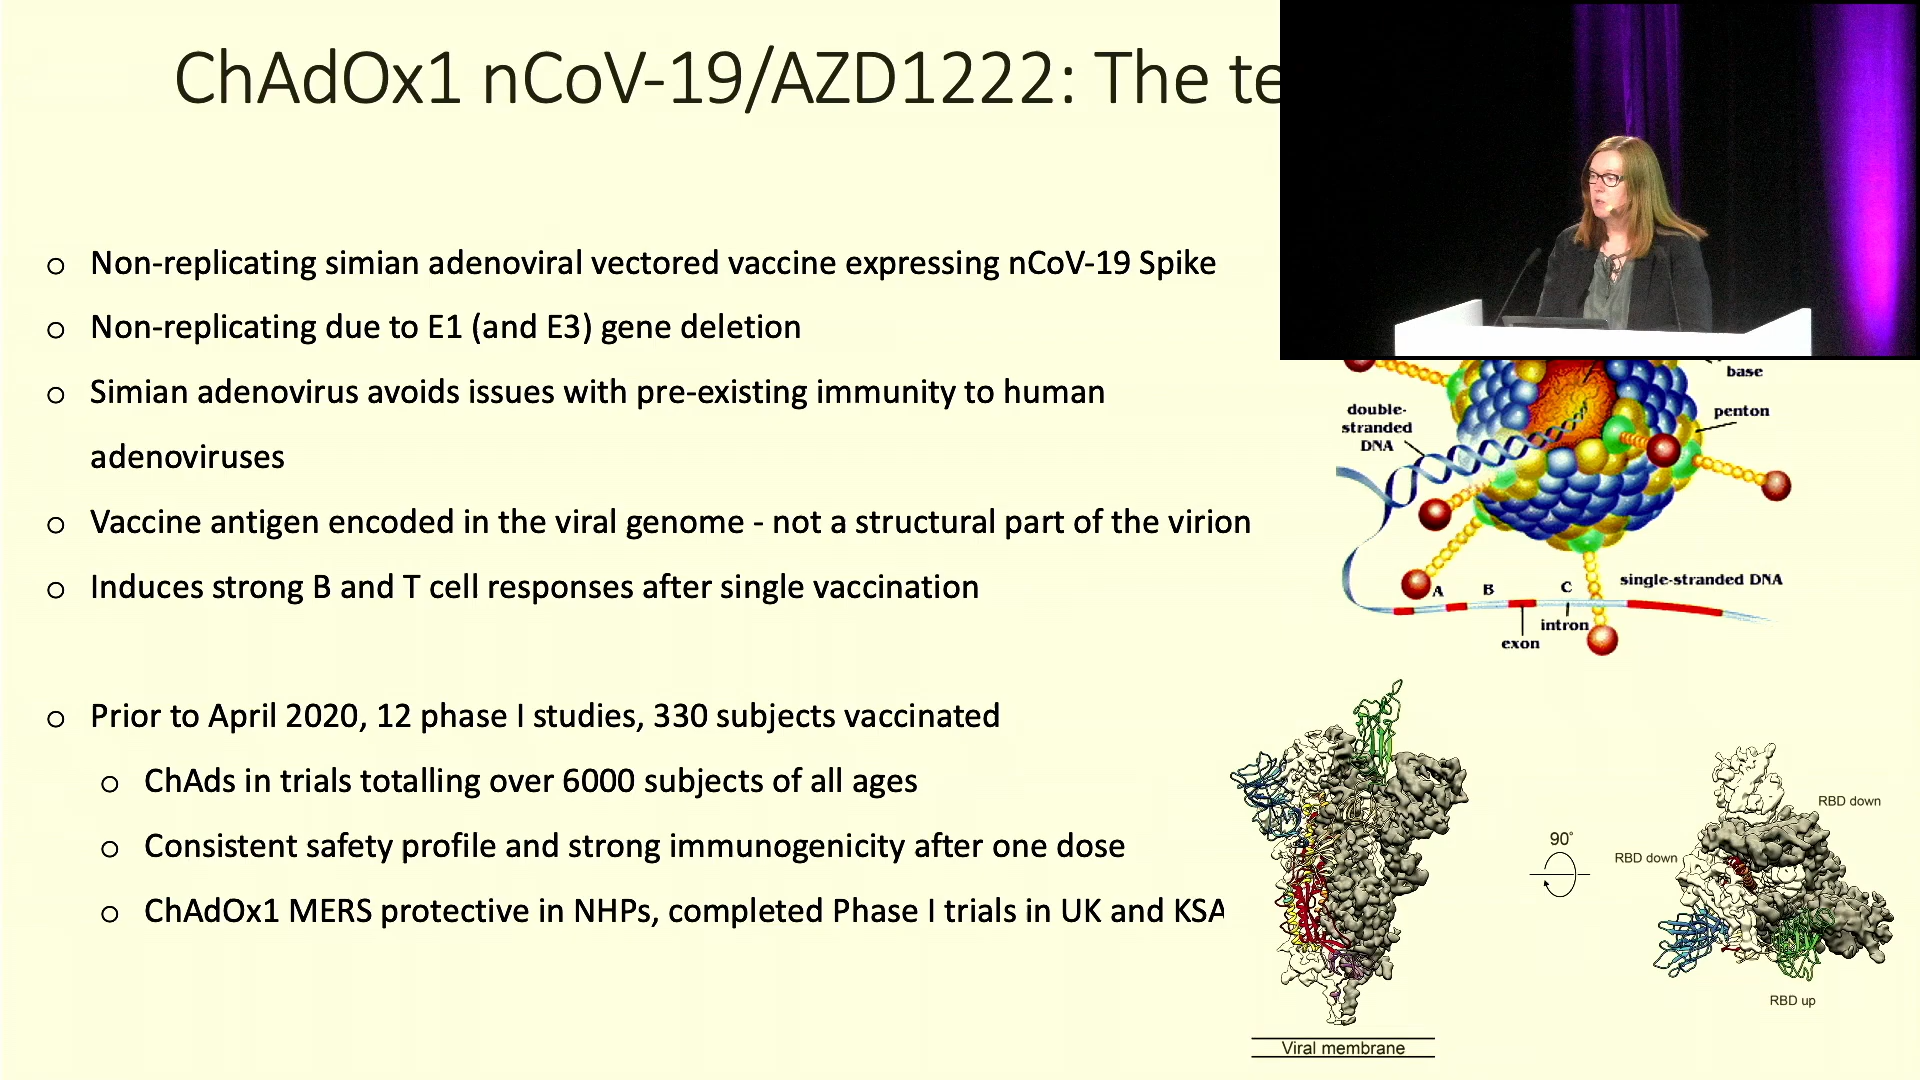 ChAdOx1 nCoV-19/AZD1222: The te
o Non-replicating simian adenoviral vectored vaccine expressing nCoV-19 Spike
o Non-replicating due to E1 (and E3) gene deletion
o Simian adenovirus avoids issues with pre-existing immunity to human
adenoviruses
o Vaccine antigen encoded in the viral genome - not a structural part of the virion
o Induces strong B and T cell responses after single vaccination
o Prior to April 2020, 12 phase I studies, 330 subjects vaccinated
o ChAds in trials totalling over 6000 subjects of all ages
o Consistent safety profile and strong immunogenicity after one dose
o ChAdOx1 MERS protective in NHPs, completed Phase I trials in UK and KSA
base
penton
double-
stranded
DNA
single-stranded DNA
A B C
intron
exon
90°
RBD down
RBD down
RBD up
Viral membrane